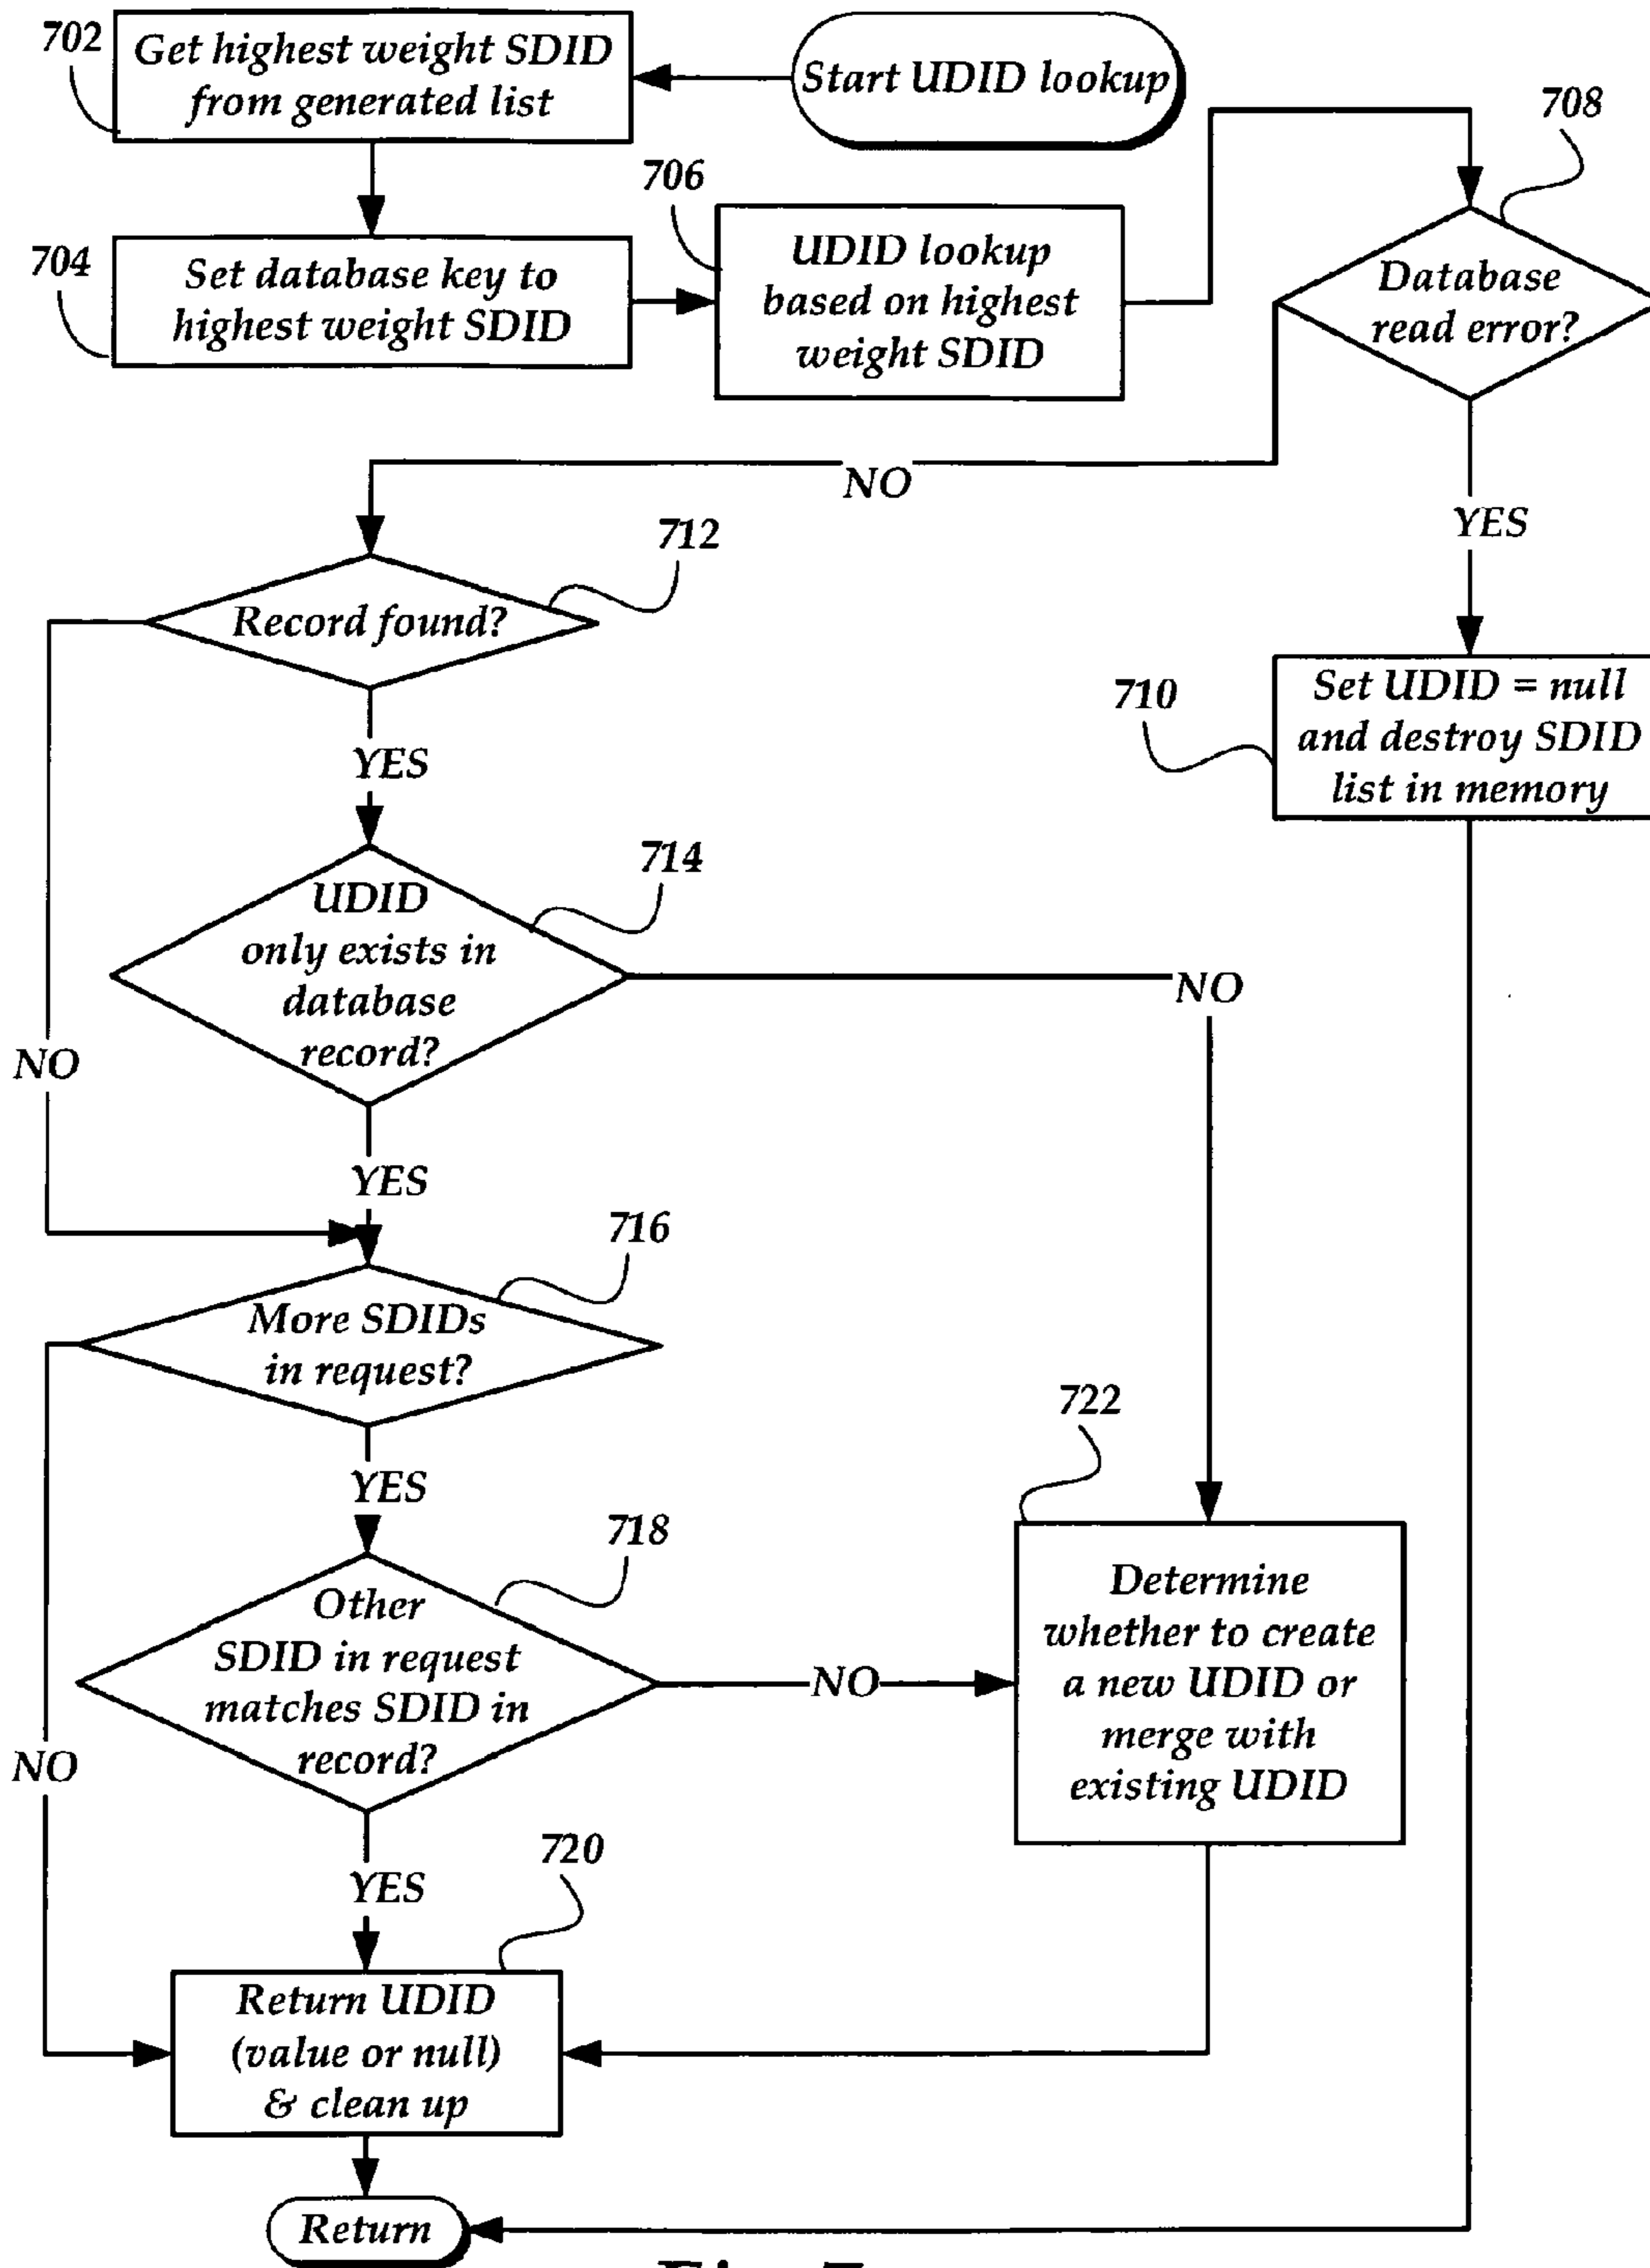 702
Get highest weight SDID
from generated list
Start UDID lookup
704
Set database key to
highest weight SDID
706
UDID lookup
based on highest
weight SDID
708
Database
read error?
NO
YES
710
Set UDID = null
and destroy SDID
list in memory
712
Record found?
NO
YES
714
UDID
only exists in
database
record?
NO
YES
716
More SDIDs
in request?
NO
YES
718
Other
SDID in request
matches SDID in
record?
NO
YES
722
Determine
whether to create
a new UDID or
merge with
existing UDID
720
Return UDID
(value or null)
& clean up
Return